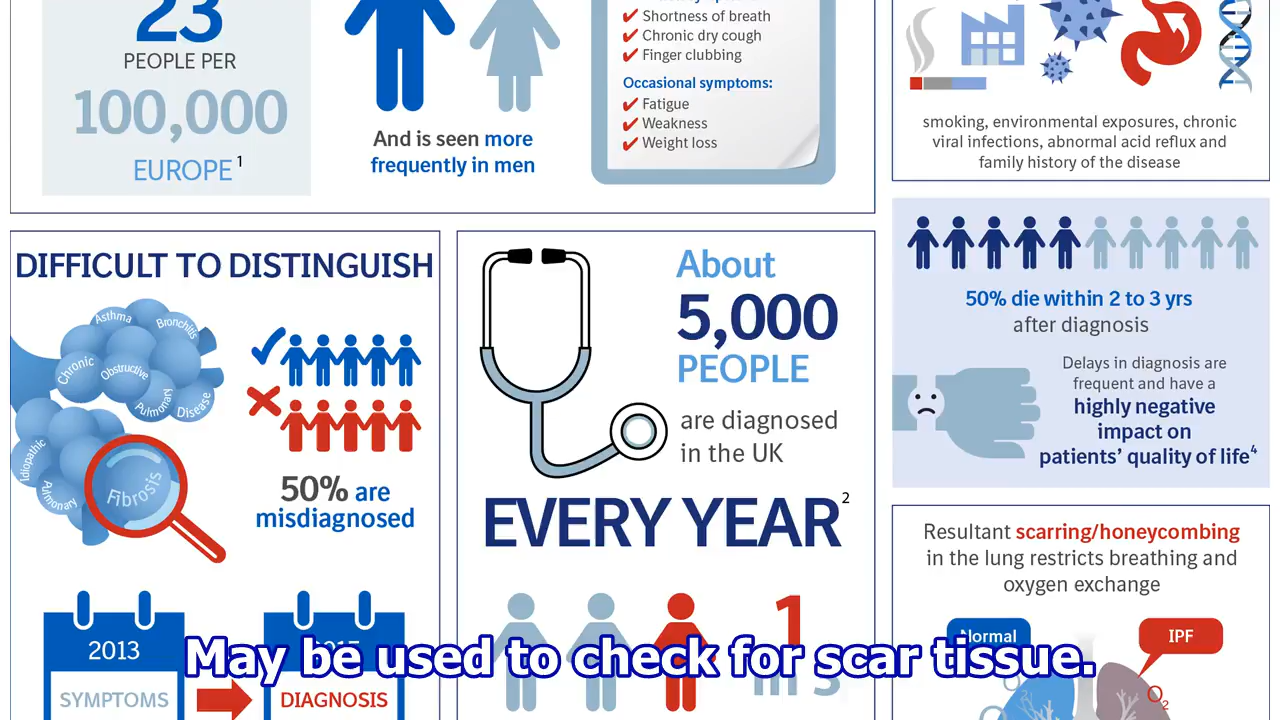 23
PEOPLE PER
100,000
EUROPE 1
And is seen more
frequently in men
Shortness of breath
Chronic dry cough
Finger clubbing
Occasional symptoms:
Fatigue
Weakness
Weight loss
smoking, environmental exposures, chronic
viral infections, abnormal acid reflux and
family history of the disease
DIFFICULT TO DISTINGUISH
Asthma
Bronchitis
Chronic
Obstructive
Pulmonary
Disease
Idiopathic
Pulmonary
Fibrosis
50% are
misdiagnosed
2013
SYMPTOMS
DIAGNOSIS
About
5,000
PEOPLE
are diagnosed
in the UK
EVERY YEAR 2
1
50% die within 2 to 3 yrs
after diagnosis
Delays in diagnosis are
frequent and have a
highly negative
impact on
patients' quality of life4
Resultant scarring/honeycombing
in the lung restricts breathing and
oxygen exchange
Normal
IPF
O2
May be used to check for scar tissue.